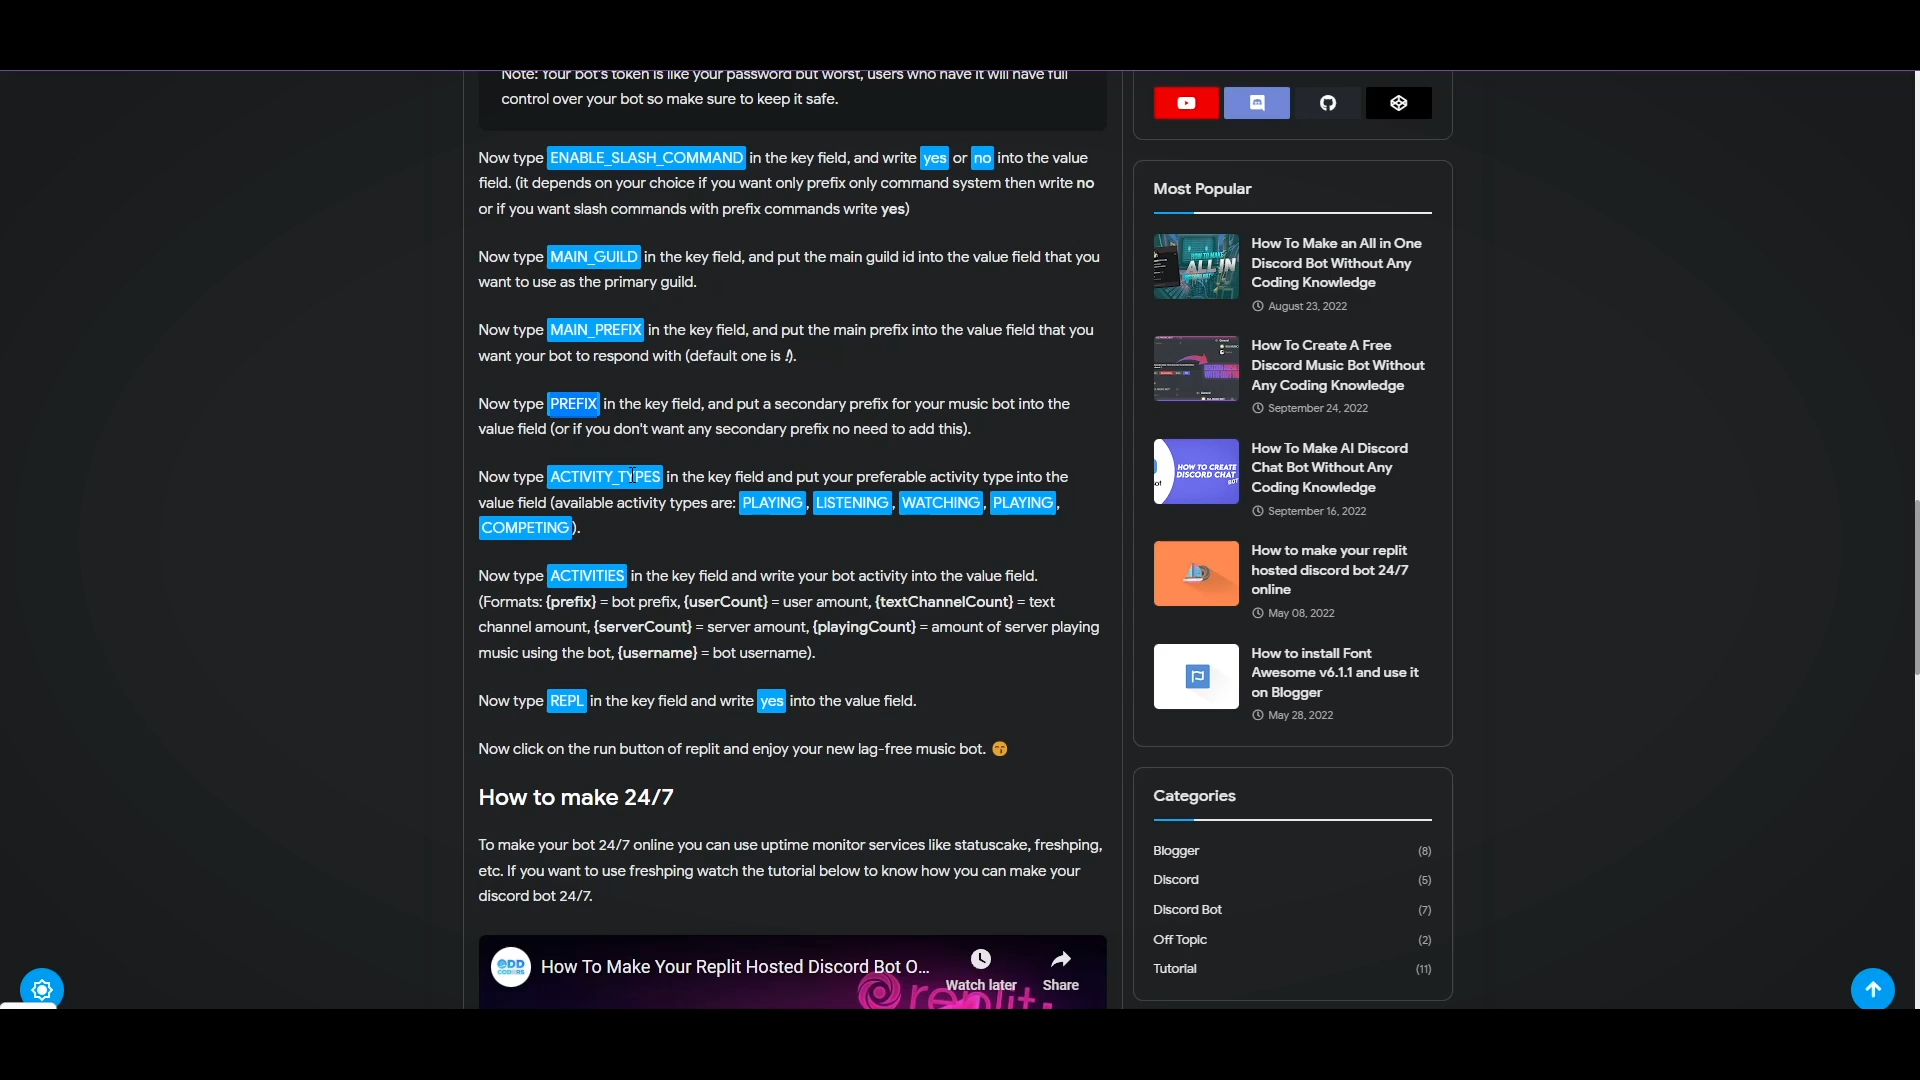 Note: Your bot's token is like your password but worst, users who have it will have full
control over your bot so make sure to keep it safe.
Now type ENABLE_SLASH_COMMAND in the key field, and write yes or no into the value
field. (it depends on your choice if you want only prefix only command system then write no
or if you want slash commands with prefix commands write yes)
Now type MAIN_GUILD in the key field, and put the main guild id into the value field that you
want to use as the primary guild.
Now type MAIN_PREFIX in the key field, and put the main prefix into the value field that you
want your bot to respond with (default one is !).
Now type PREFIX in the key field, and put a secondary prefix for your music bot into the
value field (or if you don't want any secondary prefix no need to add this).
Now type ACTIVITY_TYPES in the key field and put your preferable activity type into the
value field (available activity types are: PLAYING, LISTENING, WATCHING, PLAYING,
COMPETING).
Now type ACTIVITIES in the key field and write your bot activity into the value field.
(Formats: {prefix} = bot prefix, {userCount} = user amount, {textChannelCount} = text
channel amount, {serverCount} = server amount, {playingCount} = amount of server playing
music using the bot, {username} = bot username).
Now type REPL in the key field and write yes into the value field.
Now click on the run button of replit and enjoy your new lag-free music bot. 😙
How to make 24/7
To make your bot 24/7 online you can use uptime monitor services like statuscake, freshping,
etc. If you want to use freshping watch the tutorial below to know how you can make your
discord bot 24/7.
ODD CODERS
How To Make Your Replit Hosted Discord Bot O...
Watch later
Share
replit
Most Popular
ALL IN
How To Make an All in One
Discord Bot Without Any
Coding Knowledge
August 23, 2022
How To Create A Free
Discord Music Bot Without
Any Coding Knowledge
September 24, 2022
HOW TO CREATE
DISCORD CHAT
BOT
How To Make AI Discord
Chat Bot Without Any
Coding Knowledge
September 16, 2022
How to make your replit
hosted discord bot 24/7
online
May 08, 2022
How to install Font
Awesome v6.1.1 and use it
on Blogger
May 28, 2022
Categories
Blogger (8)
Discord (5)
Discord Bot (7)
Off Topic (2)
Tutorial (11)